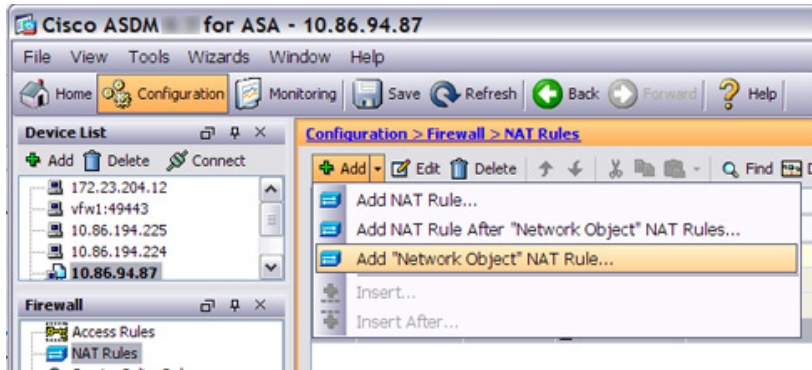 Cisco ASDM for ASA - 10.86.94.87
File View Tools Wizards Window Help
Home Configuration Monitoring Save Refresh Back Forward Help
Device List
Add Delete Connect
172.23.204.12
vfw1:49443
10.86.194.225
10.86.194.224
10.86.94.87
Firewall
Access Rules
NAT Rules
Configuration > Firewall > NAT Rules
Add Edit Delete Find
Add NAT Rule...
Add NAT Rule After "Network Object" NAT Rules...
Add "Network Object" NAT Rule...
Insert...
Insert After...